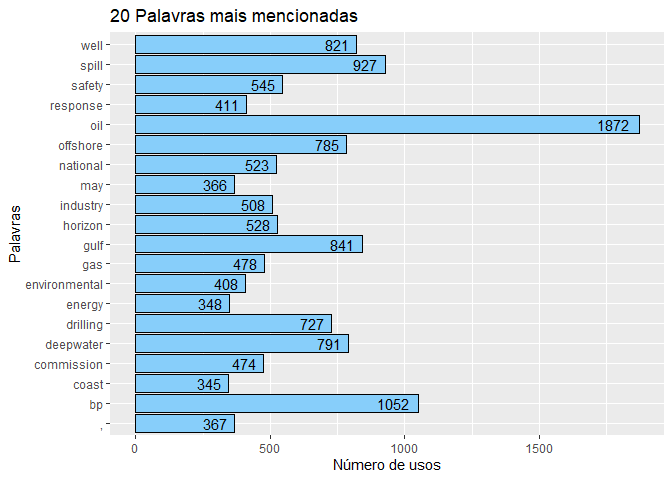 20 Palavras mais mencionadas
well 821
spill 927
safety 545
response 411
oil 1872
offshore 785
national 523
may 366
industry 508
horizon 528
gulf 841
gas 478
environmental 408
energy 348
drilling 727
deepwater 791
commission 474
coast 345
bp 1052
, 367
0 500 1000 1500
Número de usos
Palavras